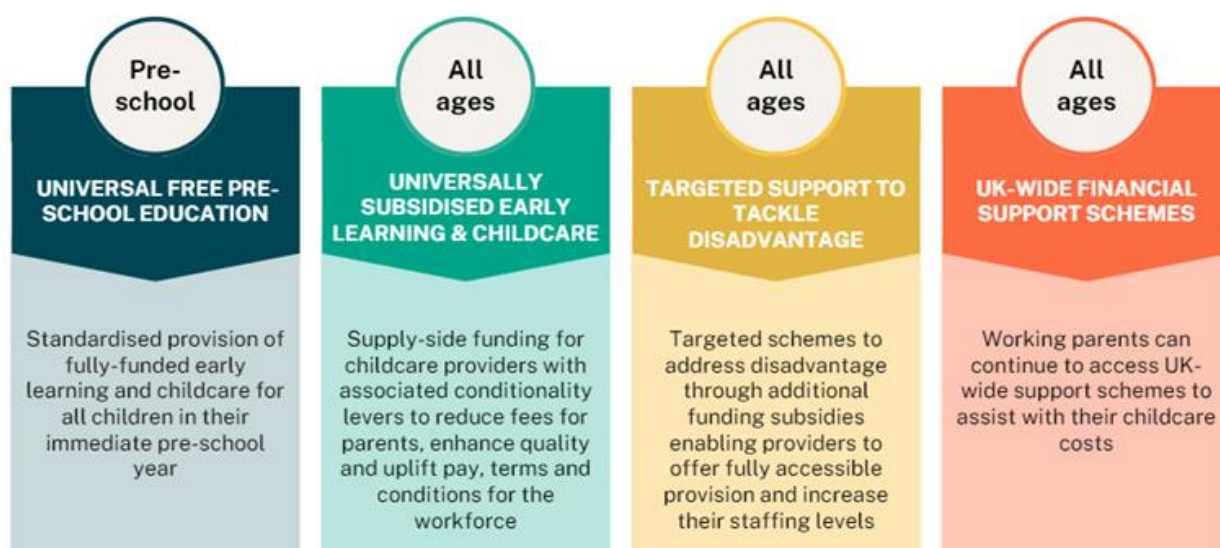 Pre-
school
UNIVERSAL FREE PRE-
SCHOOL EDUCATION
Standardised provision of
fully-funded early
learning and childcare for
all children in their
immediate pre-school
year
All
ages
UNIVERSALLY
SUBSIDISED EARLY
LEARNING & CHILDCARE
Supply-side funding for
childcare providers with
associated conditionality
levers to reduce fees for
parents, enhance quality
and uplift pay, terms and
conditions for the
workforce
All
ages
TARGETED SUPPORT TO
TACKLE
DISADVANTAGE
Targeted schemes to
address disadvantage
through additional
funding subsidies
enabling providers to
offer fully accessible
provision and increase
their staffing levels
All
ages
UK-WIDE FINANCIAL
SUPPORT SCHEMES
Working parents can
continue to access UK-
wide support schemes to
assist with their childcare
costs